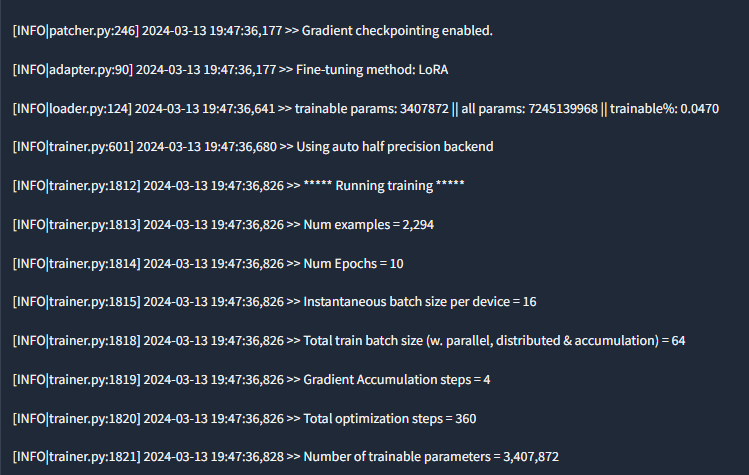 [INFO|patcher.py:246] 2024-03-13 19:47:36,177 >> Gradient checkpointing enabled.
[INFO|adapter.py:90] 2024-03-13 19:47:36,177 >> Fine-tuning method: LoRA
[INFO|loader.py:124] 2024-03-13 19:47:36,641 >> trainable params: 3407872 || all params: 7245139968 || trainable%: 0.0470
[INFO|trainer.py:601] 2024-03-13 19:47:36,680 >> Using auto half precision backend
[INFO|trainer.py:1812] 2024-03-13 19:47:36,826 >> ***** Running training *****
[INFO|trainer.py:1813] 2024-03-13 19:47:36,826 >> Num examples = 2,294
[INFO|trainer.py:1814] 2024-03-13 19:47:36,826 >> Num Epochs = 10
[INFO|trainer.py:1815] 2024-03-13 19:47:36,826 >> Instantaneous batch size per device = 16
[INFO|trainer.py:1818] 2024-03-13 19:47:36,826 >> Total train batch size (w. parallel, distributed & accumulation) = 64
[INFO|trainer.py:1819] 2024-03-13 19:47:36,826 >> Gradient Accumulation steps = 4
[INFO|trainer.py:1820] 2024-03-13 19:47:36,826 >> Total optimization steps = 360
[INFO|trainer.py:1821] 2024-03-13 19:47:36,828 >> Number of trainable parameters = 3,407,872